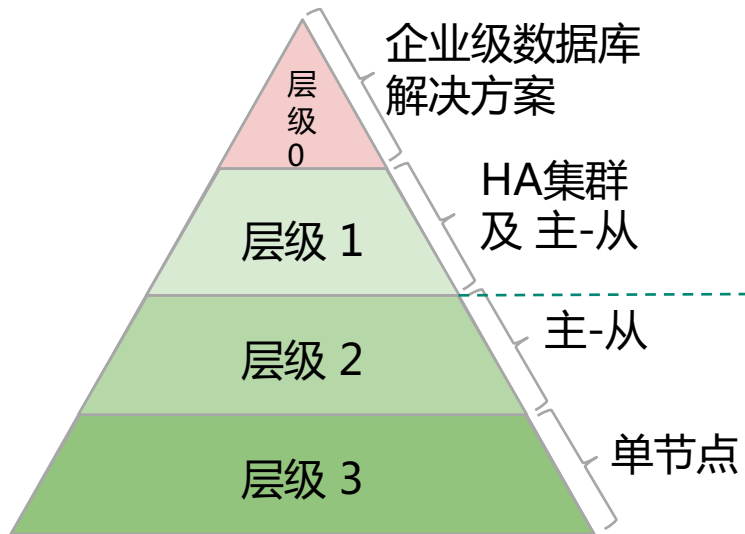 企业级数据库
解决方案
层
级
0
HA集群
及 主-从
层级 1
主-从
层级 2
单节点
层级 3